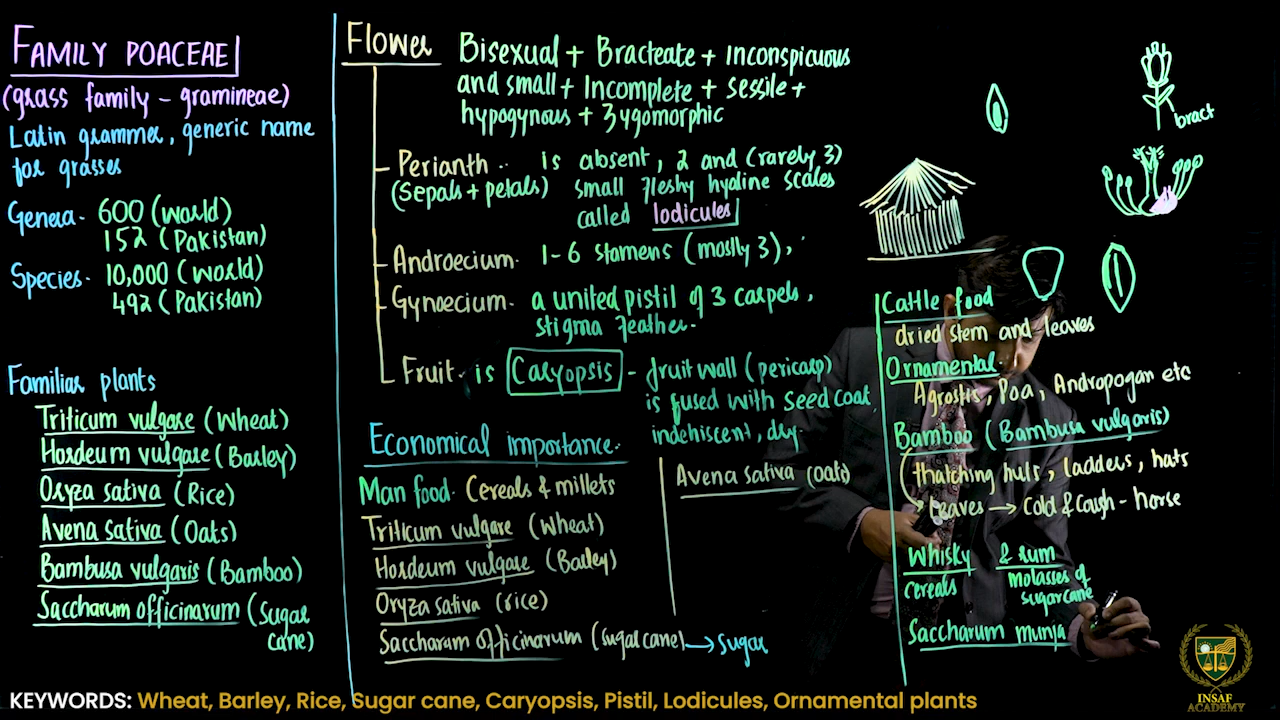 FAMILY POACEAE
(grass family - gramineae)
Latin grammer, generic name
for grasses
Genera - 600 (world)
152 (Pakistan)
Species - 10,000 (world)
492 (Pakistan)
Familiar plants
Triticum vulgare (Wheat)
Hordeum vulgare (Barley)
Oryza sativa (Rice)
Avena sativa (Oats)
Bambusa vulgaris (Bamboo)
Saccharum officinarum (Sugar
cane)
Flower
Bisexual + Bracteate + inconspicuous
and small + Incomplete + sessile +
hypogynous + zygomorphic
Perianth .. is absent, 2 and (rarely 3)
(Sepals + petals) small fleshy hyaline scales
called lodicules
Androecium - 1-6 stamens (mostly 3),
Gynoecium - a united pistil of 3 carpels,
stigma feather.
Fruit - is Caryopsis - fruit wall (pericarp)
is fused with seed coat,
indehiscent, dry.
Economical importance -
Man food - Cereals & millets
Triticum vulgare (Wheat)
Hordeum vulgare (Barley)
Oryza sativa (rice)
Saccharum officinarum (sugarcane) → sugar
Avena sativa (oats)
bract
Cattle food
dried stem and leaves
Ornamental -
Agrostis, Poa, Andropogan etc
Bamboo (Bambusa vulgaris)
thatching huts, ladders, hats
→ leaves → cold & cough - horse
Whisky & rum
cereals
Molasses of
sugarcane
Saccharum munja
KEYWORDS: Wheat, Barley, Rice, Sugar cane, Caryopsis, Pistil, Lodicules, Ornamental plants
INSAF
ACADEMY